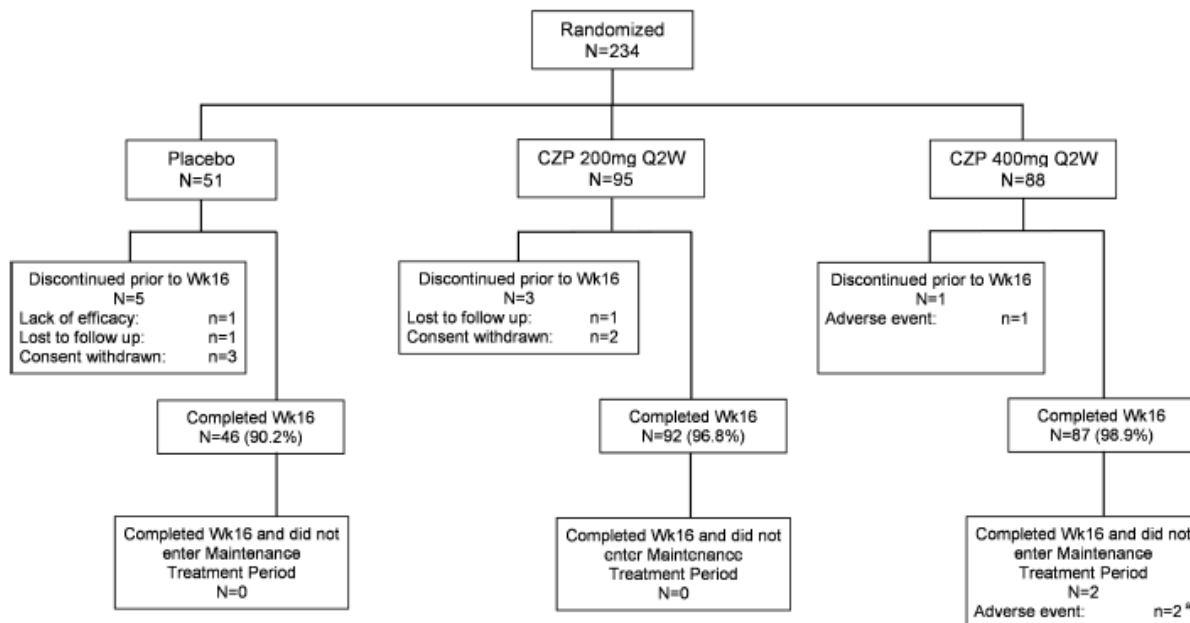 Randomized
N=234
Placebo
N=51
CZP 200mg Q2W
N=95
CZP 400mg Q2W
N=88
Discontinued prior to Wk16
N=5
Lack of efficacy: n=1
Lost to follow up: n=1
Consent withdrawn: n=3
Discontinued prior to Wk16
N=3
Lost to follow up: n=1
Consent withdrawn: n=2
Discontinued prior to Wk16
N=1
Adverse event: n=1
Completed Wk16
N=46 (90.2%)
Completed Wk16
N=92 (96.8%)
Completed Wk16
N=87 (98.9%)
Completed Wk16 and did not
enter Maintenance
Treatment Period
N=0
Completed Wk16 and did not
enter Maintenance
Treatment Period
N=0
Completed Wk16 and did not
enter Maintenance
Treatment Period
N=2
Adverse event: n=2 a